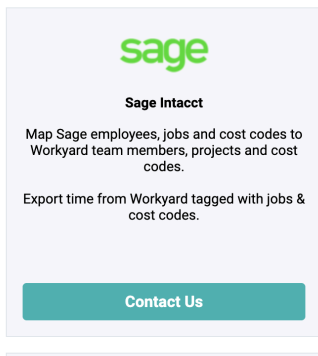 sage
Sage Intacct
Map Sage employees, jobs and cost codes to
Workyard team members, projects and cost
codes.
Export time from Workyard tagged with jobs &
cost codes.
Contact Us